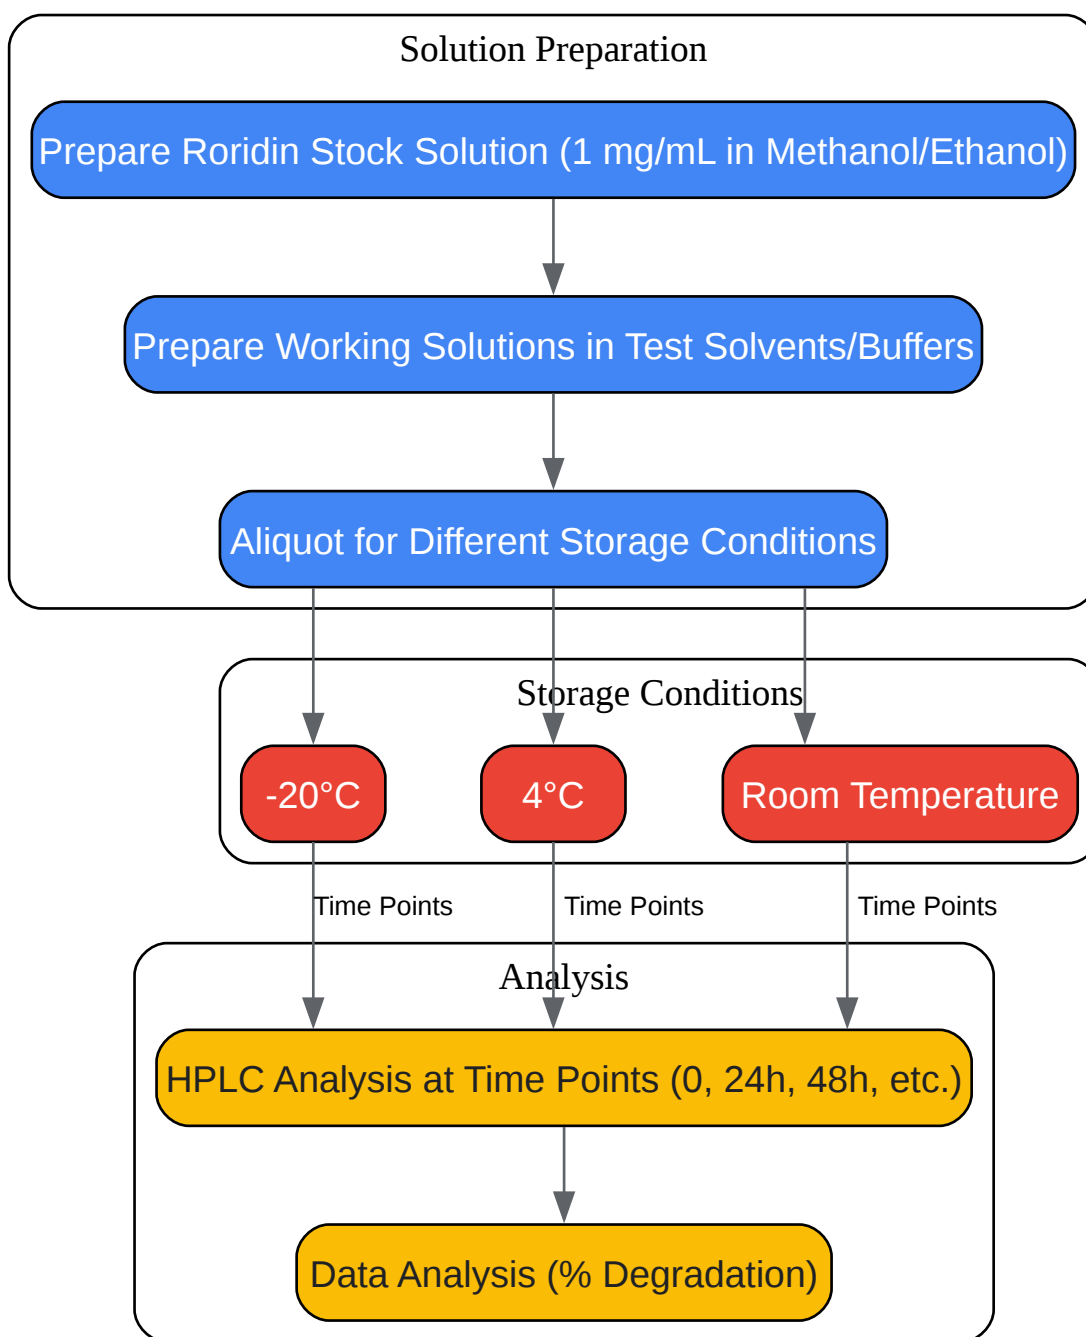 Solution Preparation
Prepare Roridin Stock Solution (1 mg/mL in Methanol/Ethanol)
Prepare Working Solutions in Test Solvents/Buffers
Aliquot for Different Storage Conditions
Storage Conditions
-20°C
4°C
Room Temperature
Time Points
Time Points
Time Points
Analysis
HPLC Analysis at Time Points (0, 24h, 48h, etc.)
Data Analysis (% Degradation)